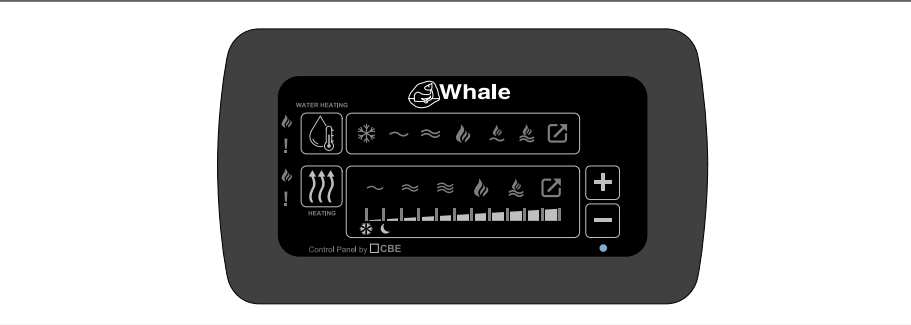 Whale
WATER HEATING
!
!
HEATING
Control Panel by CBE